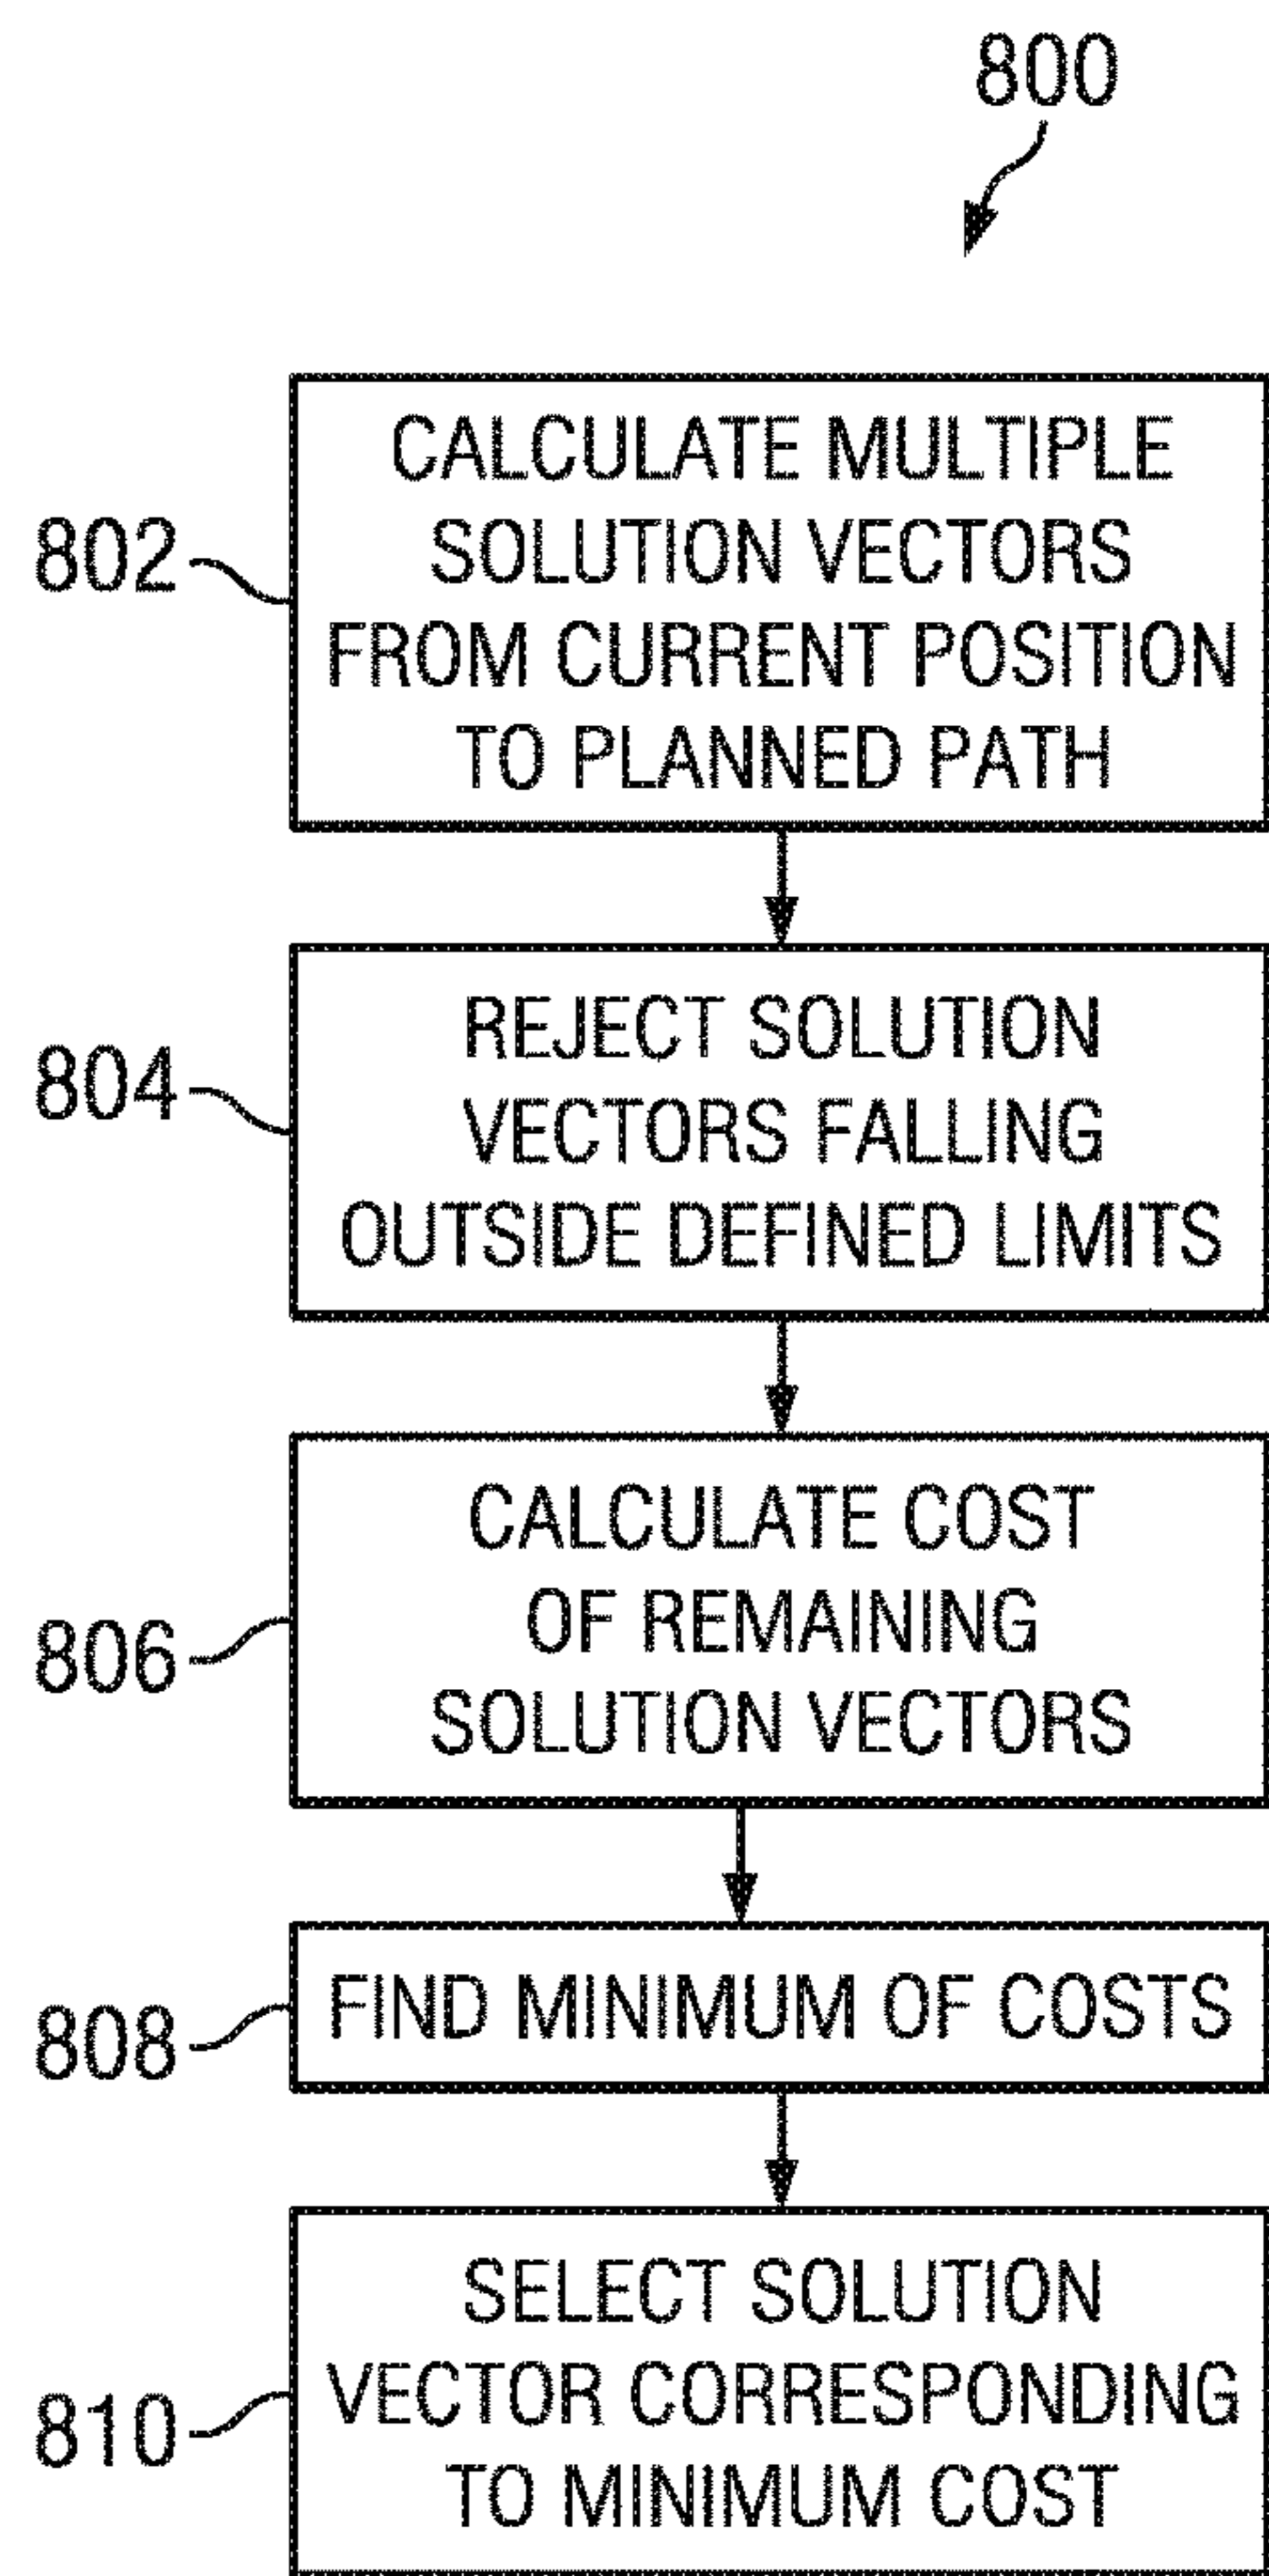 800
802
CALCULATE MULTIPLE
SOLUTION VECTORS
FROM CURRENT POSITION
TO PLANNED PATH
804
REJECT SOLUTION
VECTORS FALLING
OUTSIDE DEFINED LIMITS
806
CALCULATE COST
OF REMAINING
SOLUTION VECTORS
808
FIND MINIMUM OF COSTS
810
SELECT SOLUTION
VECTOR CORRESPONDING
TO MINIMUM COST